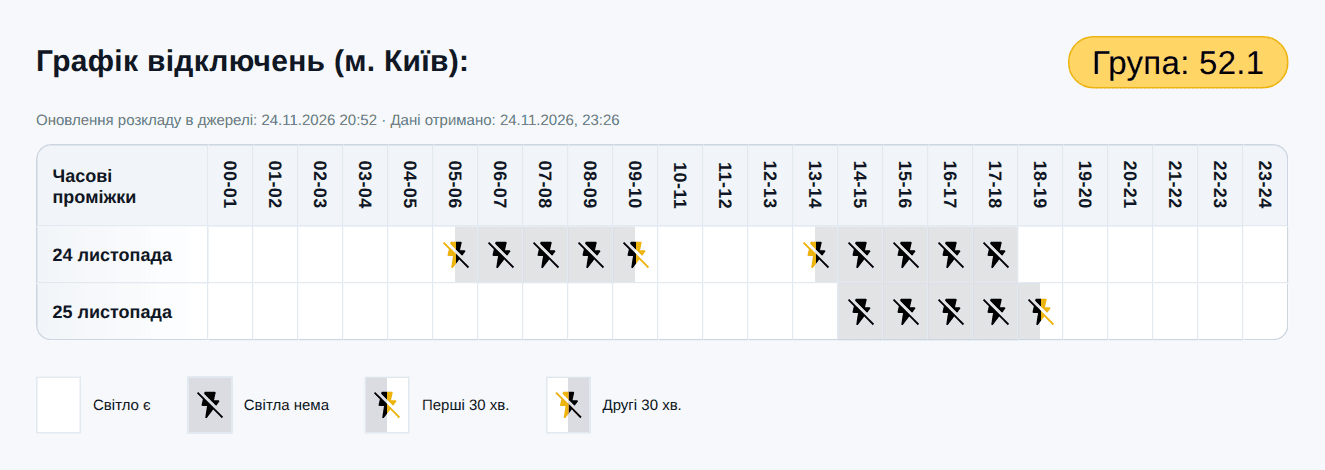 Графік відключень (м. Київ):
Група: 52.1
Оновлення розкладу в джерелі: 24.11.2026 20:52 · Дані отримано: 24.11.2026, 23:26
Часові
проміжки
00-01
01-02
02-03
03-04
04-05
05-06
06-07
07-08
08-09
09-10
10-11
11-12
12-13
13-14
14-15
15-16
16-17
17-18
18-19
19-20
20-21
21-22
22-23
23-24
24 листопада
25 листопада
Світло є
Світла нема
Перші 30 хв.
Другі 30 хв.